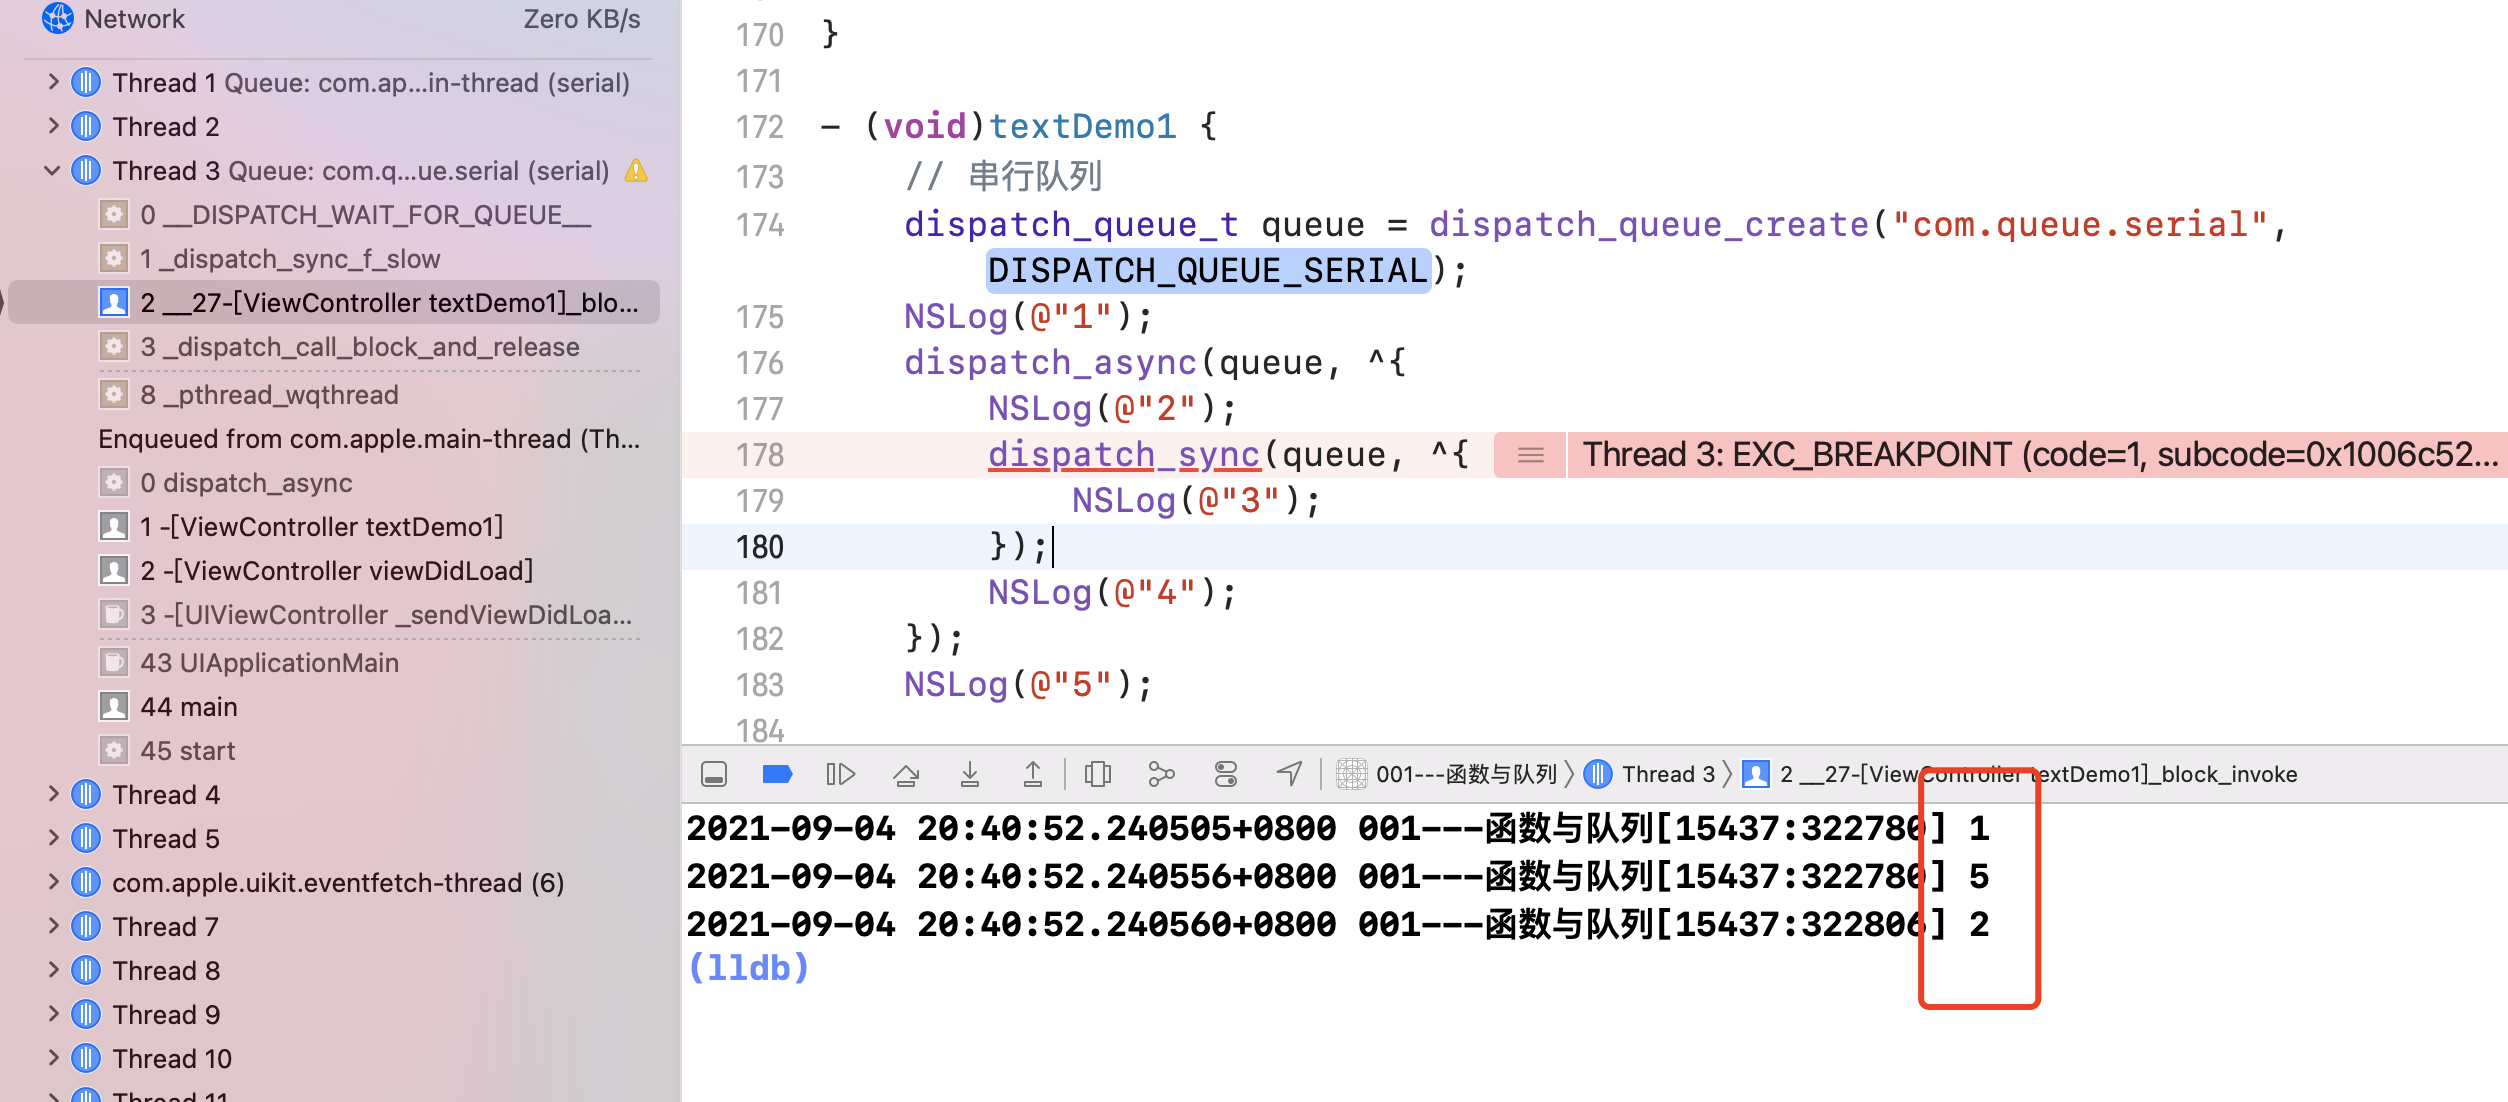 Network Zero KB/s
Thread 1 Queue: com.ap...in-thread (serial)
Thread 2
Thread 3 Queue: com.q...ue.serial (serial)
0 __DISPATCH_WAIT_FOR_QUEUE__
1 _dispatch_sync_f_slow
2 __27-[ViewController textDemo1]_blo...
3 _dispatch_call_block_and_release
8 _pthread_wqthread
Enqueued from com.apple.main-thread (Th...
0 dispatch_async
1 -[ViewController textDemo1]
2 -[ViewController viewDidLoad]
3 -[UIViewController _sendViewDidLoa...
43 UIApplicationMain
44 main
45 start
Thread 4
Thread 5
com.apple.uikit.eventfetch-thread (6)
Thread 7
Thread 8
Thread 9
Thread 10
Thread 11
170 }
171
172 - (void)textDemo1 {
173 // 串行队列
174 dispatch_queue_t queue = dispatch_queue_create("com.queue.serial",
DISPATCH_QUEUE_SERIAL);
175 NSLog(@"1");
176 dispatch_async(queue, ^{
177 NSLog(@"2");
178 dispatch_sync(queue, ^{ Thread 3: EXC_BREAKPOINT (code=1, subcode=0x1006c52...
179 NSLog(@"3");
180 });
181 NSLog(@"4");
182 });
183 NSLog(@"5");
184
001---函数与队列 Thread 3 2 __27-[ViewController textDemo1]_block_invoke
2021-09-04 20:40:52.240505+0800 001---函数与队列[15437:322780] 1
2021-09-04 20:40:52.240556+0800 001---函数与队列[15437:322780] 5
2021-09-04 20:40:52.240560+0800 001---函数与队列[15437:322806] 2
(lldb)